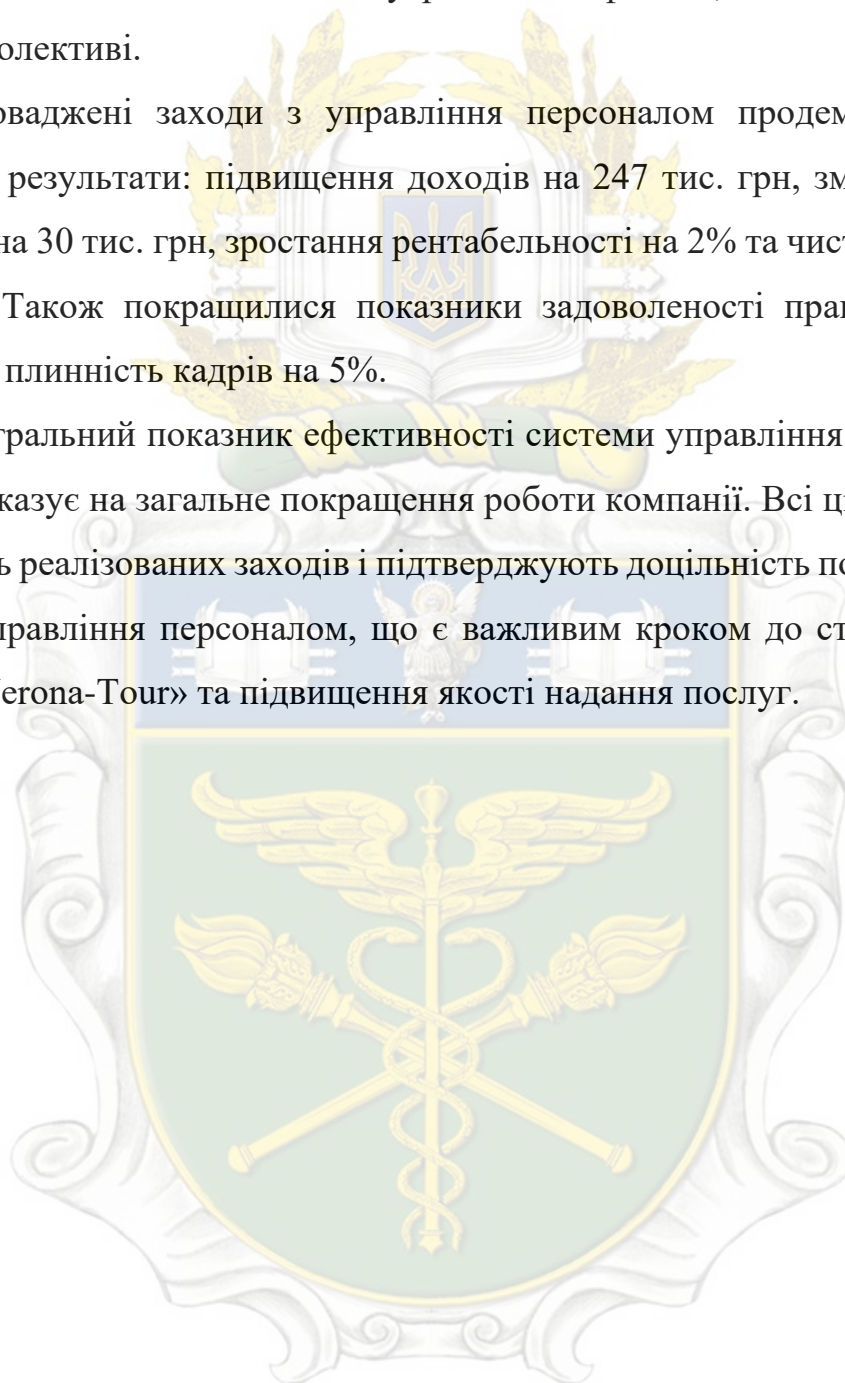 олективі.
оваджені заходи з управління персоналом продем
результати: підвищення доходів на 247 тис. грн, зм
на 30 тис. грн, зростання рентабельності на 2% та чист
Також покращилися показники задоволеності прац
плинність кадрів на 5%.
гральний показник ефективності системи управління
казує на загальне покращення роботи компанії. Всі ці
ь реалізованих заходів і підтверджують доцільність по
правління персоналом, що є важливим кроком до ст
erona-Tour» та підвищення якості надання послуг.